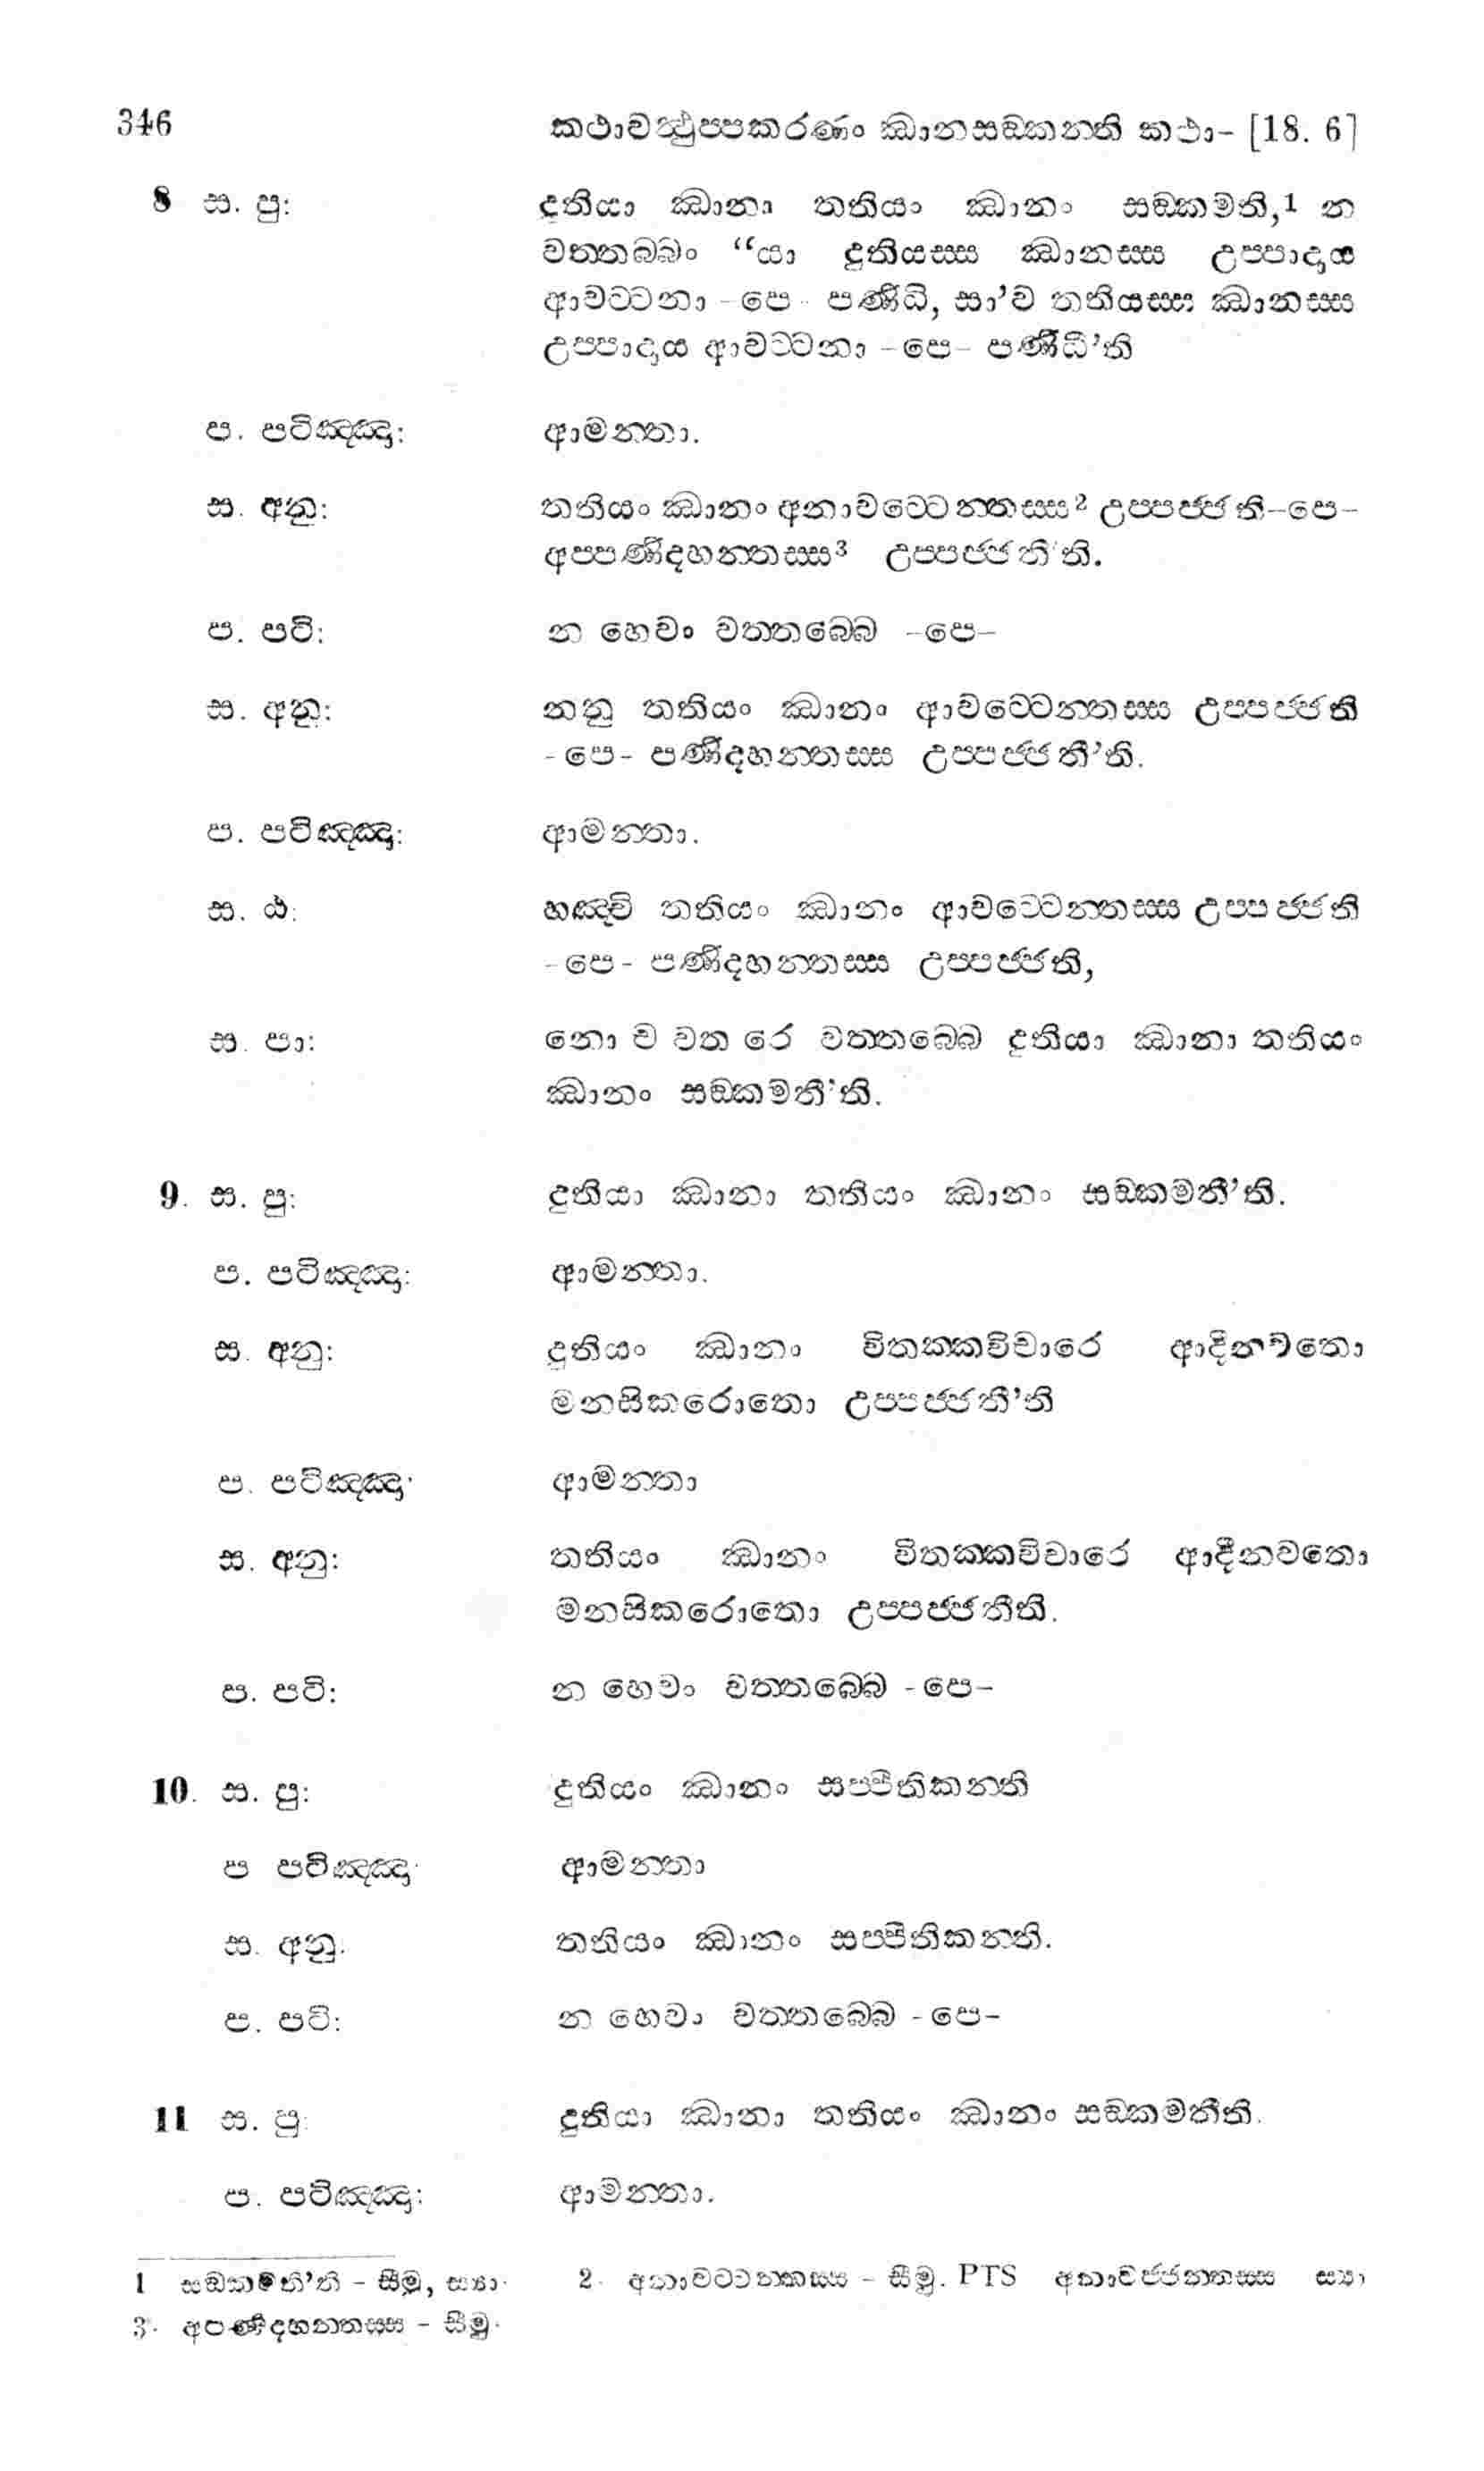 346 කථාවත්ථුප්පකරණං ඣානසඞ්කන්ති කථා- [18. 6]
8 ස. පු: දුතියා ඣානා තතියං ඣානං සඞ්කමති,1 න
වත්තබ්බං “යා දුතියස්ස ඣානස්ස උප්පාදාය
ආවට්ටනා -පෙ- පණිධි, සා’ව තතියස්ස ඣානස්ස
උප්පාදාය ආවට්ටනා -පෙ- පණිධී’ති
ප. පටිඤ්ඤා: ආමන්තා.
ස. අනු: තතියං ඣානං අනාවට්ටෙන්තස්ස2 උප්පජ්ජති-පෙ-
අප්පණිදහන්තස්ස3 උප්පජ්ජතී’ති.
ප. පටි: න හෙවං වත්තබ්බෙ -පෙ-
ස. අනු: නනු තතියං ඣානං ආවට්ටෙන්තස්ස උප්පජ්ජති
-පෙ- පණිදහන්තස්ස උප්පජ්ජතී’ති.
ප. පටිඤ්ඤා: ආමන්තා.
ස. ඨ: හඤ්චි තතියං ඣානං ආවට්ටෙන්තස්ස උප්පජ්ජති
-පෙ- පණිදහන්තස්ස උප්පජ්ජති,
ස. පා: නො ච වත රෙ වත්තබ්බෙ දුතියා ඣානා තතියං
ඣානං සඞ්කමතී’ති.
9. ස. පු: දුතියා ඣානා තතියං ඣානං සඞ්කමතී’ති.
ප. පටිඤ්ඤා: ආමන්තා.
ස. අනු: දුතියං ඣානං විතක්කවිචාරෙ ආදීනවතො
මනසිකරොතො උප්පජ්ජතී’ති
ප. පටිඤ්ඤා: ආමන්තා
ස. අනු: තතියං ඣානං විතක්කවිචාරෙ ආදීනවතො
මනසිකරොතො උප්පජ්ජතීති.
ප. පටි: න හෙවං වත්තබ්බෙ -පෙ-
10. ස. පු: දුතියං ඣානං සප්පීතිකන්ති
ප පටිඤ්ඤා: ආමන්තා
ස. අනු. තතියං ඣානං සප්පීතිකන්ති.
ප. පටි: න හෙවං වත්තබ්බෙ -පෙ-
11 ස. පු: දුතියා ඣානා තතියං ඣානං සඞ්කමතීති.
ප. පටිඤ්ඤා: ආමන්තා.
1 සඞ්කමතී’ති - සීමු, ස්‍යා. 2. අනාවට්ටන්තස්ස - සීමු. PTS අනාවජ්ජන්තස්ස ස්‍යා
3. අපණිදහන්තස්ස - සීමු.